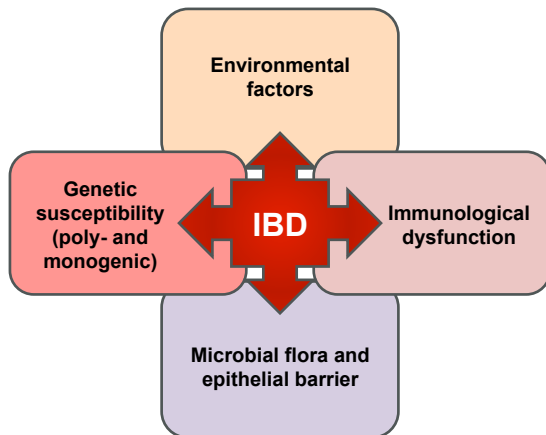 Environmental
factors
Genetic
susceptibility
(poly- and
monogenic)
IBD
Immunological
dysfunction
Microbial flora and
epithelial barrier